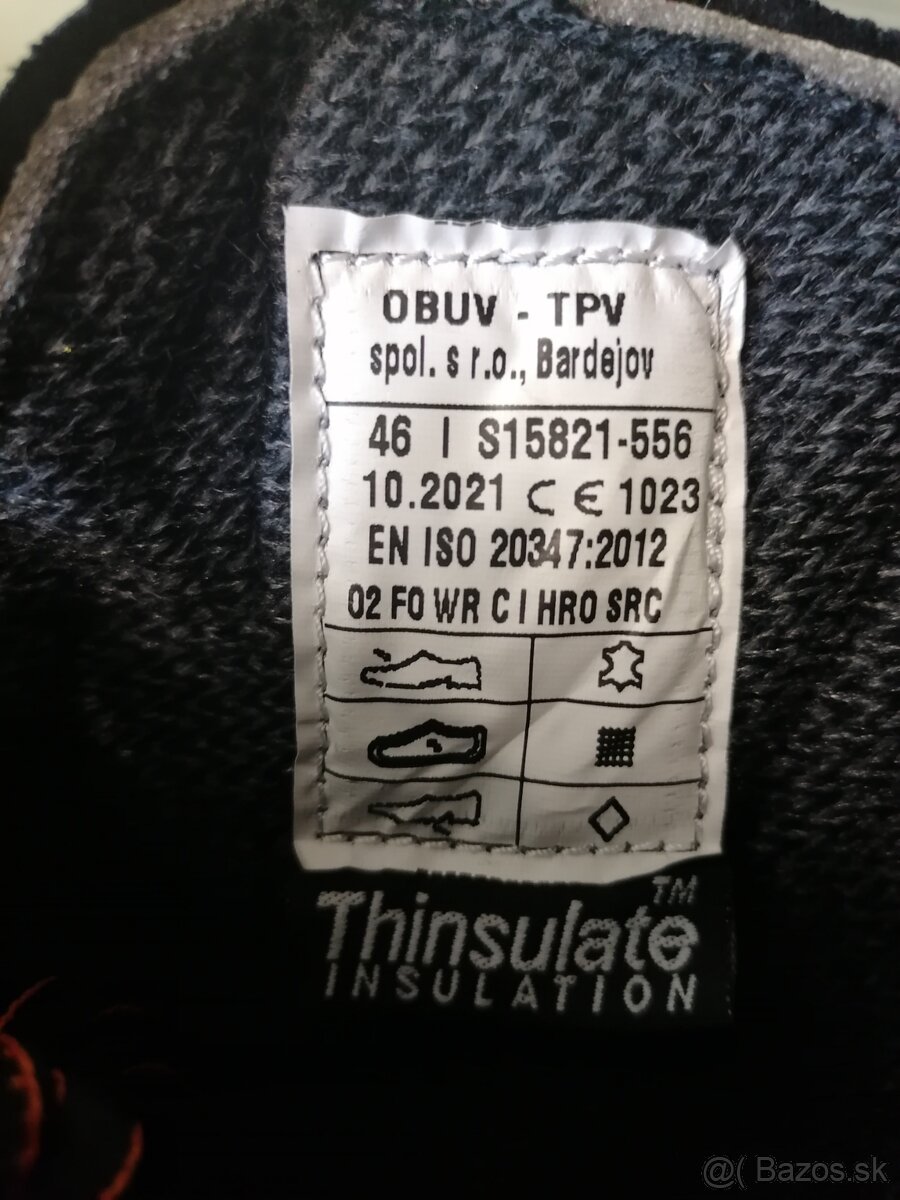 OBUV - TPV
spol. s r.o., Bardejov
46 I S15821-556
10.2021 CE 1023
EN ISO 20347:2012
02 FO WR C I HRO SRC
Thinsulate™
INSULATION
@( Bazos.sk